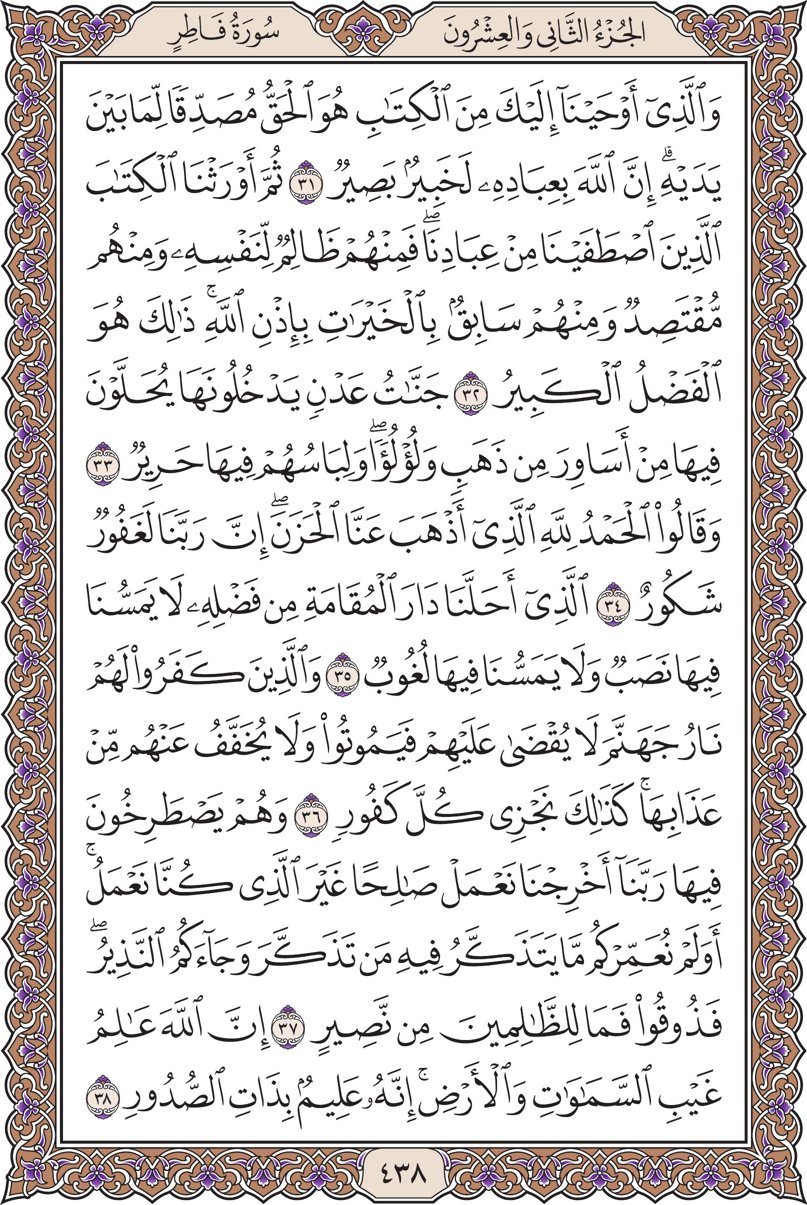 الجُزْءُ الثَّانِي وَالعِشْرُونَ
سُورَةُ فَاطِرٍ
وَٱلَّذِىٓ أَوْحَيْنَآ إِلَيْكَ مِنَ ٱلْكِتَٰبِ هُوَ ٱلْحَقُّ مُصَدِّقًا لِّمَا بَيْنَ
يَدَيْهِۗ إِنَّ ٱللَّهَ بِعِبَادِهِۦ لَخَبِيرٌۢ بَصِيرٌ ٣١ ثُمَّ أَوْرَثْنَا ٱلْكِتَٰبَ
ٱلَّذِينَ ٱصْطَفَيْنَا مِنْ عِبَادِنَاۖ فَمِنْهُمْ ظَالِمٌ لِّنَفْسِهِۦ وَمِنْهُم
مُّقْتَصِدٌ وَمِنْهُمْ سَابِقٌۢ بِٱلْخَيْرَٰتِ بِإِذْنِ ٱللَّهِۚ ذَٰلِكَ هُوَ
ٱلْفَضْلُ ٱلْكَبِيرُ ٣٢ جَنَّٰتُ عَدْنٍ يَدْخُلُونَهَا يُحَلَّوْنَ
فِيهَا مِنْ أَسَاوِرَ مِن ذَهَبٍ وَلُؤْلُؤًاۖ وَلِبَاسُهُمْ فِيهَا حَرِيرٌ ٣٣
وَقَالُوا۟ ٱلْحَمْدُ لِلَّهِ ٱلَّذِىٓ أَذْهَبَ عَنَّا ٱلْحَزَنَۖ إِنَّ رَبَّنَا لَغَفُورٌ
شَكُورٌ ٣٤ ٱلَّذِىٓ أَحَلَّنَا دَارَ ٱلْمُقَامَةِ مِن فَضْلِهِۦ لَا يَمَسُّنَا
فِيهَا نَصَبٌ وَلَا يَمَسُّنَا فِيهَا لُغُوبٌ ٣٥ وَٱلَّذِينَ كَفَرُوا۟ لَهُمْ
نَارُ جَهَنَّمَ لَا يُقْضَىٰ عَلَيْهِمْ فَيَمُوتُوا۟ وَلَا يُخَفَّفُ عَنْهُم مِّنْ
عَذَابِهَاۚ كَذَٰلِكَ نَجْزِى كُلَّ كَفُورٍ ٣٦ وَهُمْ يَصْطَرِخُونَ
فِيهَا رَبَّنَآ أَخْرِجْنَا نَعْمَلْ صَٰلِحًا غَيْرَ ٱلَّذِى كُنَّا نَعْمَلُۚ
أَوَلَمْ نُعَمِّرْكُم مَّا يَتَذَكَّرُ فِيهِ مَن تَذَكَّرَ وَجَآءَكُمُ ٱلنَّذِيرُۖ
فَذُوقُوا۟ فَمَا لِلظَّٰلِمِينَ مِن نَّصِيرٍ ٣٧ إِنَّ ٱللَّهَ عَٰلِمُ
غَيْبِ ٱلسَّمَٰوَٰتِ وَٱلْأَرْضِۚ إِنَّهُۥ عَلِيمٌۢ بِذَاتِ ٱلصُّدُورِ ٣٨
٤٣٨